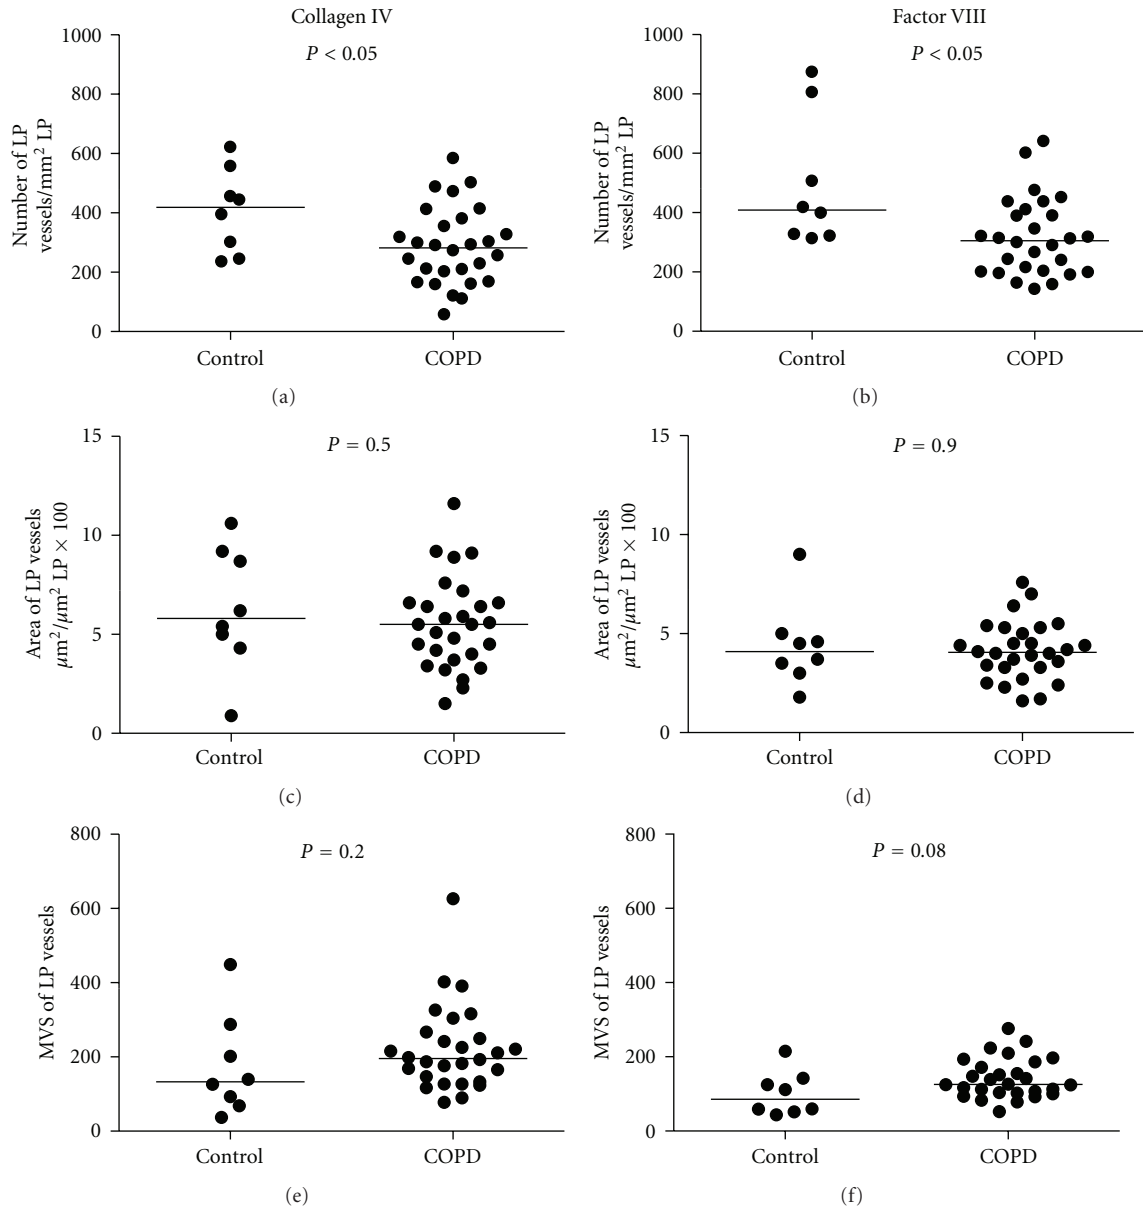 Collagen IV
P < 0.05
Number of LP
vessels/mm² LP
1000
800
600
400
200
0
Control
COPD
(a)
Factor VIII
P < 0.05
Number of LP
vessels/mm² LP
1000
800
600
400
200
0
Control
COPD
(b)
P = 0.5
Area of LP vessels
μm²/μm² LP × 100
15
10
5
0
Control
COPD
(c)
P = 0.9
Area of LP vessels
μm²/μm² LP × 100
15
10
5
0
Control
COPD
(d)
P = 0.2
MVS of LP vessels
800
600
400
200
0
Control
COPD
(e)
P = 0.08
MVS of LP vessels
800
600
400
200
0
Control
COPD
(f)